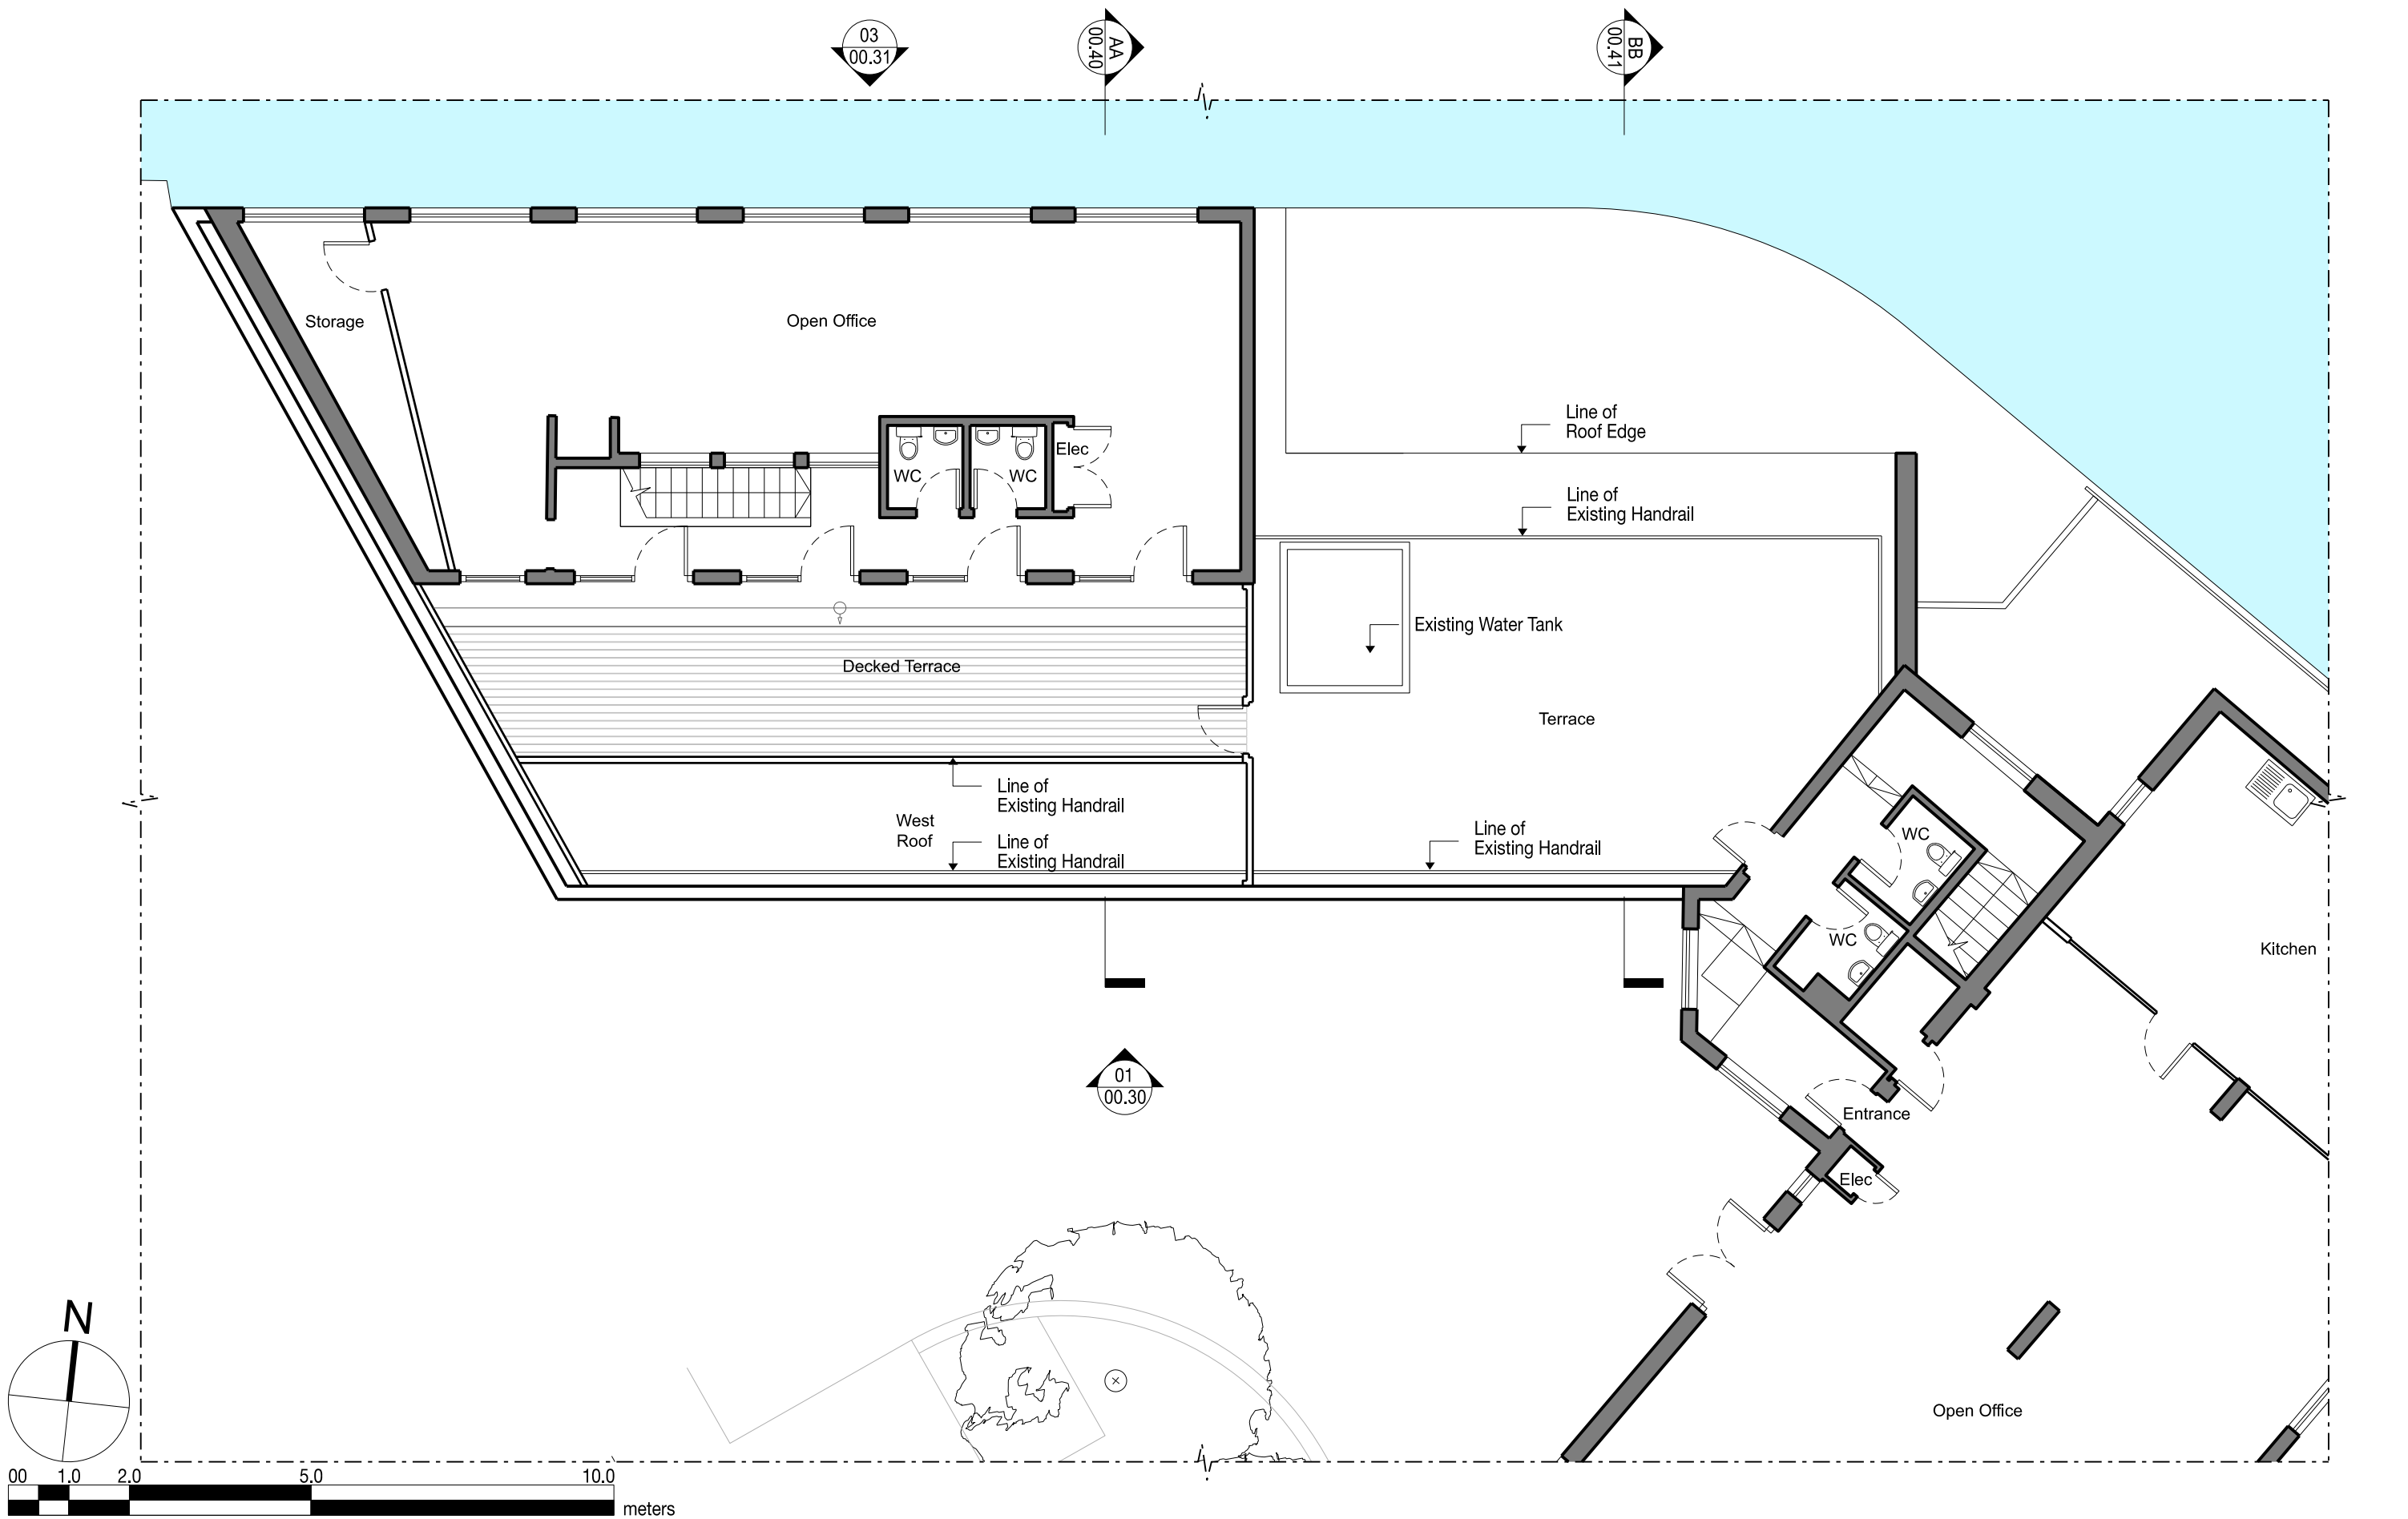 03
00.31
AA
00.40
BB
00.41
Storage
Open Office
Line of
Roof Edge
WC
WC
Elec
Line of
Existing Handrail
Existing Water Tank
Decked Terrace
Terrace
Line of
Existing Handrail
West
Roof
Line of
Existing Handrail
Line of
Existing Handrail
WC
WC
Kitchen
01
00.30
Entrance
Elec
Open Office
N
00 1.0 2.0 5.0 10.0
meters